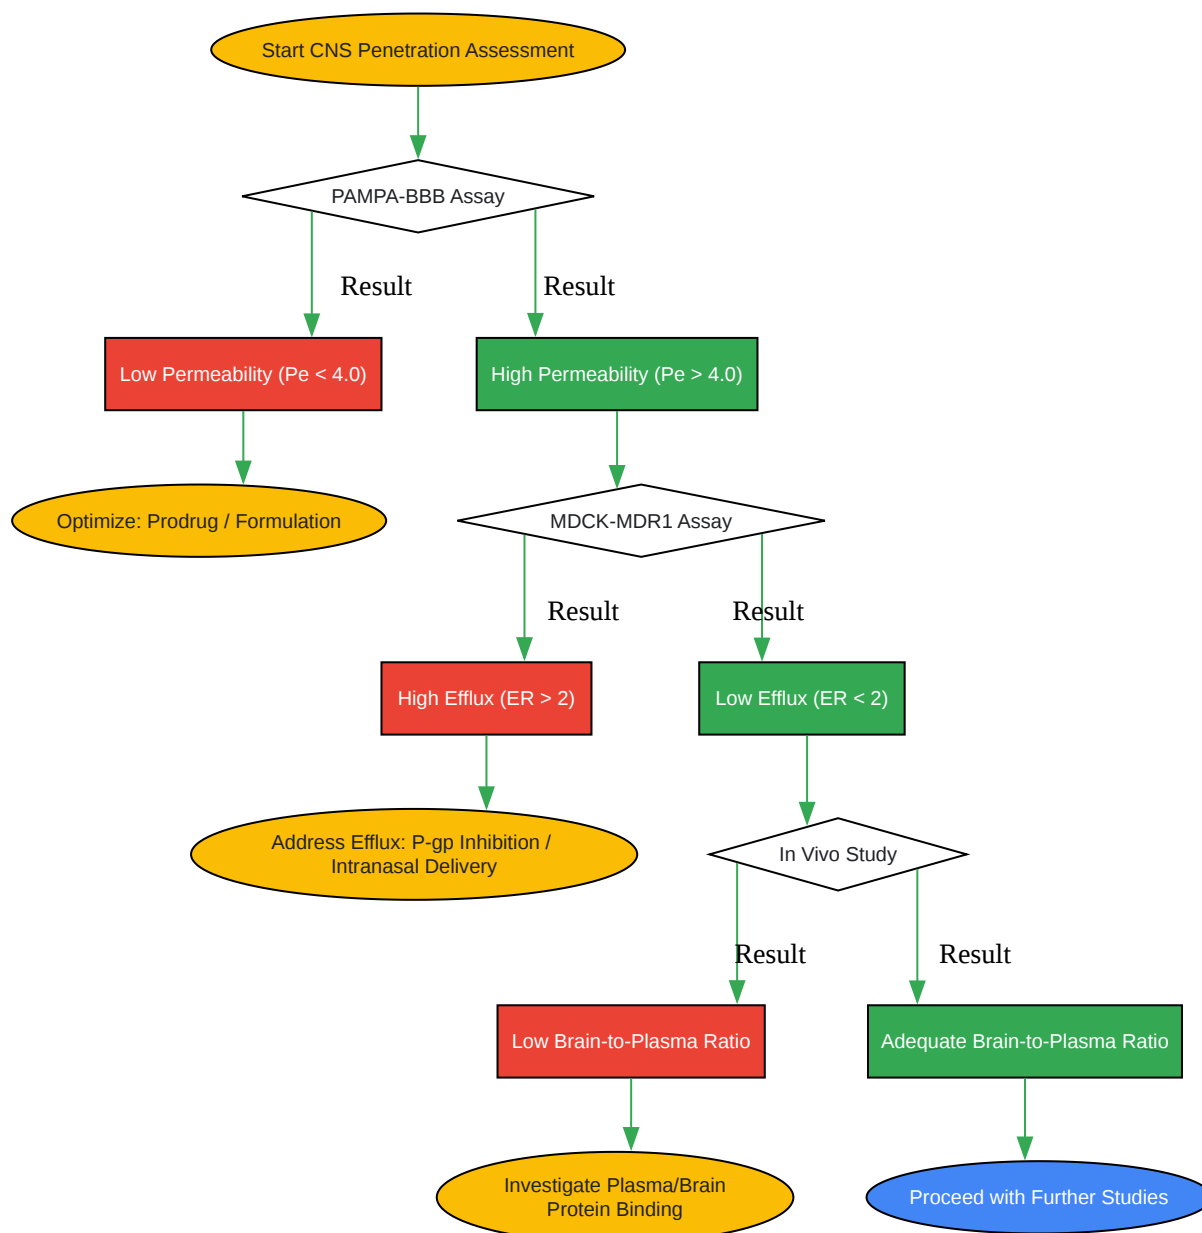 Start CNS Penetration Assessment
PAMPA-BBB Assay
Result
Result
Low Permeability (Pe < 4.0)
High Permeability (Pe > 4.0)
Optimize: Prodrug / Formulation
MDCK-MDR1 Assay
Result
Result
High Efflux (ER > 2)
Low Efflux (ER < 2)
Address Efflux: P-gp Inhibition /
Intranasal Delivery
In Vivo Study
Result
Result
Low Brain-to-Plasma Ratio
Adequate Brain-to-Plasma Ratio
Investigate Plasma/Brain
Protein Binding
Proceed with Further Studies